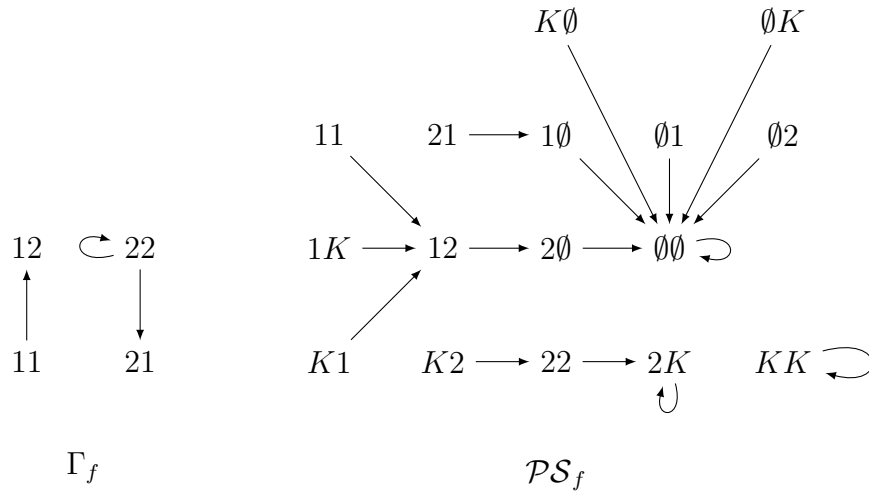 K∅ ∅K
11 21 1∅ ∅1 ∅2
12 22 1K 12 2∅ ∅∅
11 21 K1 K2 22 2K KK
Γ_f 𝒫𝒮_f